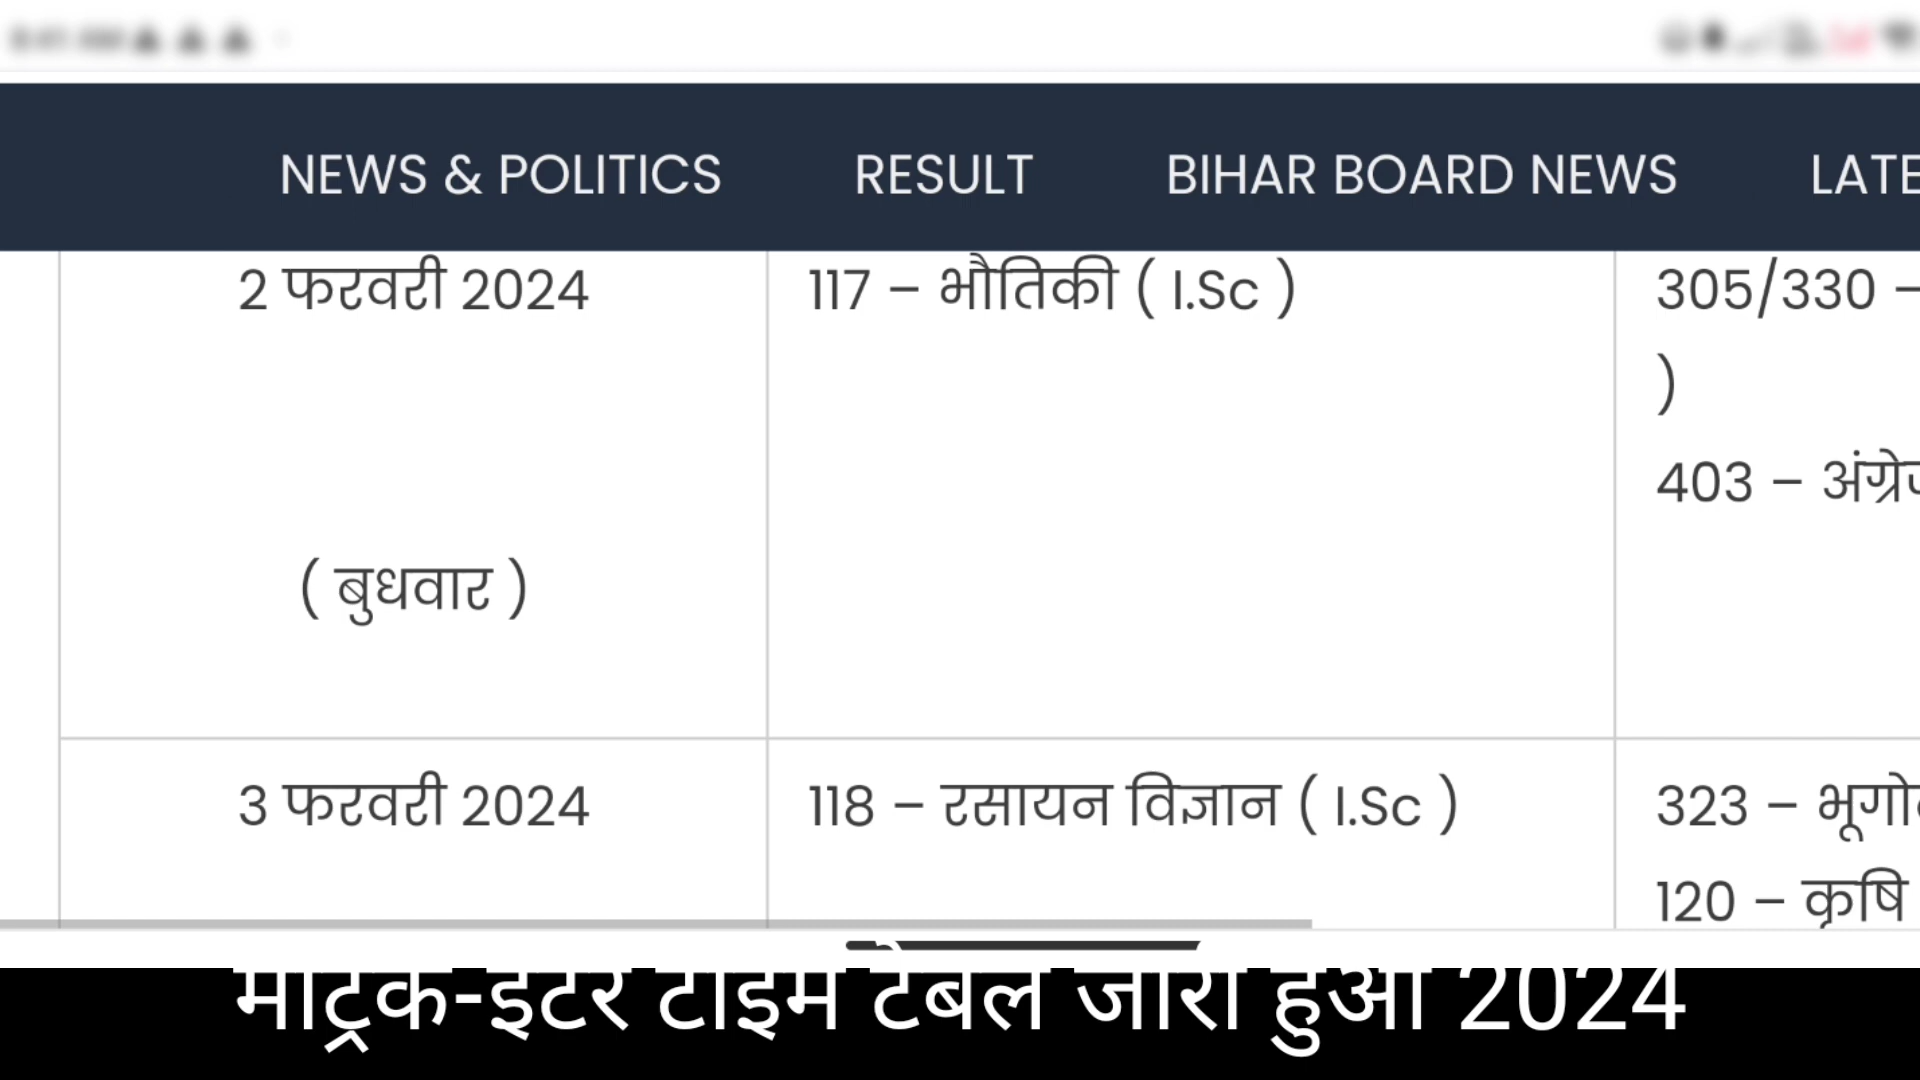 NEWS & POLITICS RESULT BIHAR BOARD NEWS LATE
2 फरवरी 2024
117 – भौतिकी ( I.Sc )
305/330 –
)
403 –
( बुधवार )
3 फरवरी 2024
118 – रसायन विज्ञान ( I.Sc )
323 –
120 – कृषि
मैट्रिक-इंटर टाइम टेबल जारी हुआ 2024